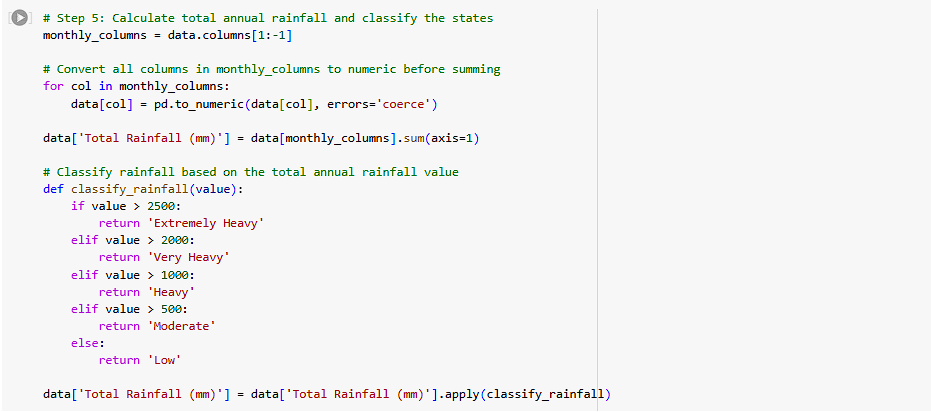 # Step 5: Calculate total annual rainfall and classify the states
monthly_columns = data.columns[1:-1]

# Convert all columns in monthly_columns to numeric before summing
for col in monthly_columns:
    data[col] = pd.to_numeric(data[col], errors='coerce')

data['Total Rainfall (mm)'] = data[monthly_columns].sum(axis=1)

# Classify rainfall based on the total annual rainfall value
def classify_rainfall(value):
    if value > 2500:
        return 'Extremely Heavy'
    elif value > 2000:
        return 'Very Heavy'
    elif value > 1000:
        return 'Heavy'
    elif value > 500:
        return 'Moderate'
    else:
        return 'Low'

data['Total Rainfall (mm)'] = data['Total Rainfall (mm)'].apply(classify_rainfall)